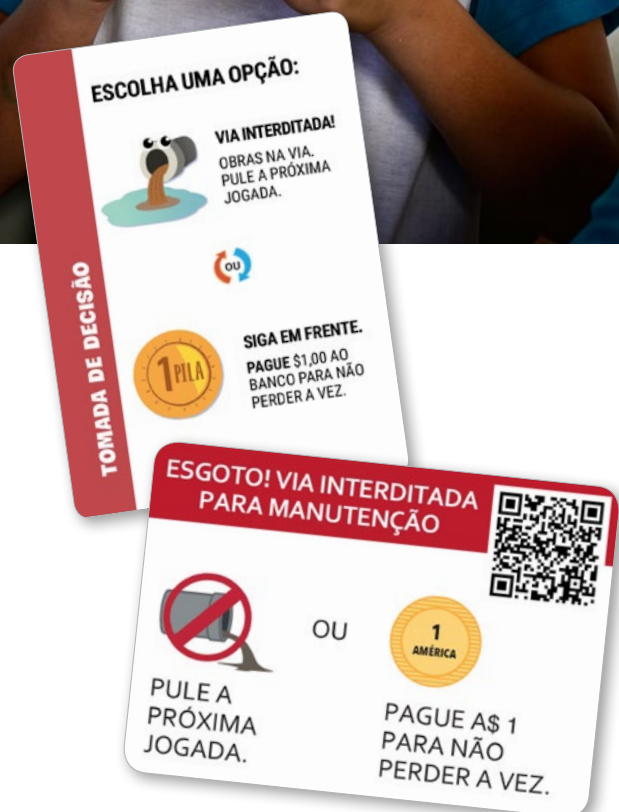 ESCOLHA UMA OPÇÃO:
VIA INTERDITADA!
OBRAS NA VIA.
PULE A PRÓXIMA
JOGADA.
OU
SIGA EM FRENTE.
PAGUE $1,00 AO
BANCO PARA NÃO
PERDER A VEZ.
1 PILA
TOMADA DE DECISÃO
ESGOTO! VIA INTERDITADA
PARA MANUTENÇÃO
OU
1
AMÉRICA
PULE A
PRÓXIMA
JOGADA.
PAGUE A$ 1
PARA NÃO
PERDER A VEZ.